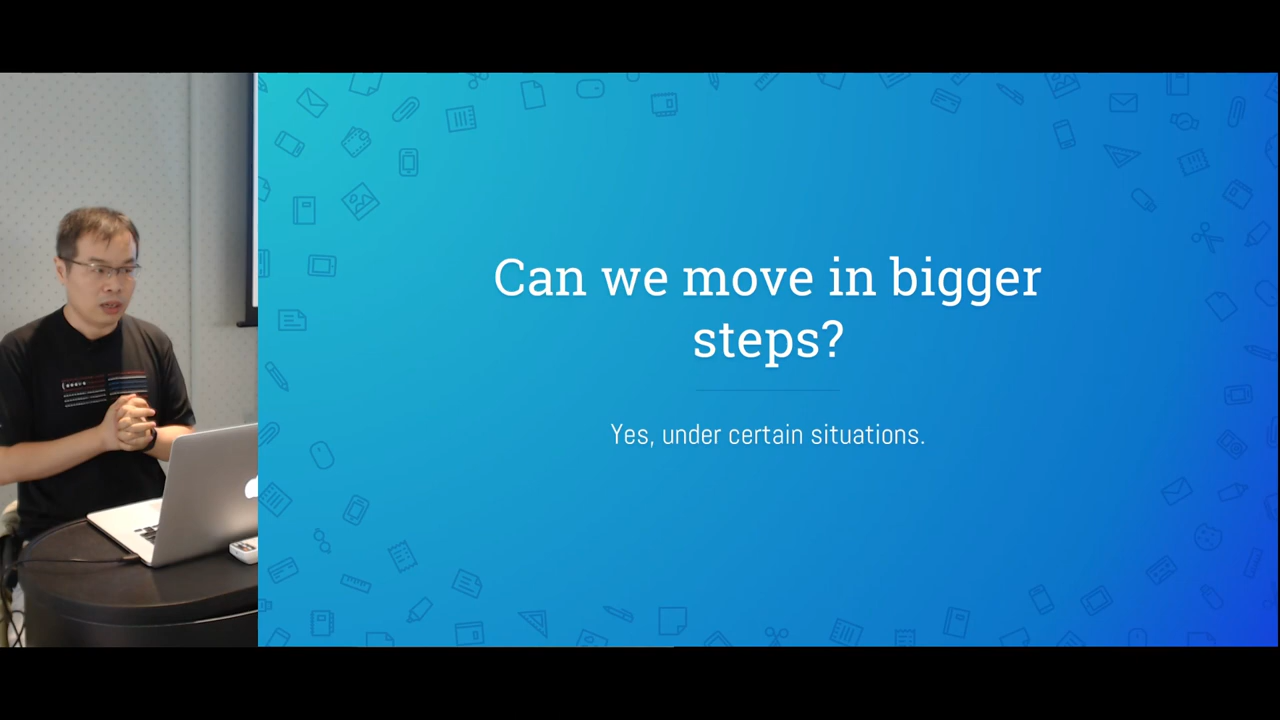 Can we move in bigger
steps?
Yes, under certain situations.